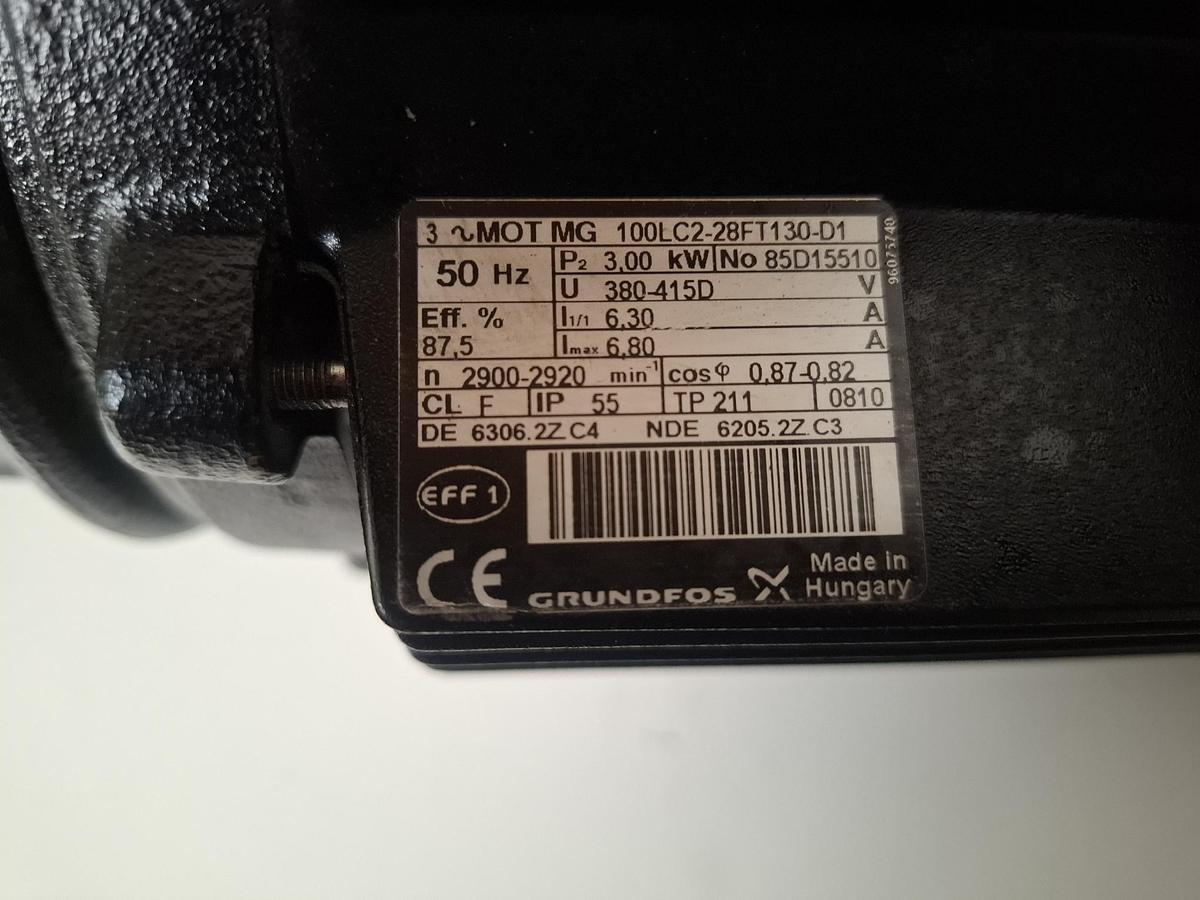 3 ~ MOT MG 100LC2-28FT130-D1
50 Hz
P2 3,00 kW No 85D15510
U 380-415D V
Eff. %
87,5
I1/1 6,30 A
Imax 6,80 A
n 2900-2920 min-1 cos φ 0,87-0,82
CL F IP 55 TP 211 0810
DE 6306.2Z.C4 NDE 6205.2Z.C3
96075740
EFF 1
CE GRUNDFOS
Made in
Hungary